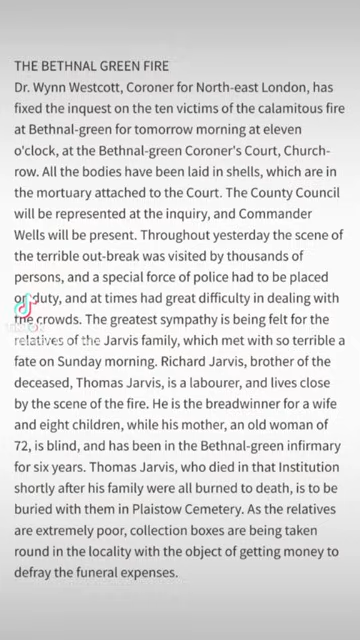 THE BETHNAL GREEN FIRE
Dr. Wynn Westcott, Coroner for North-east London, has
fixed the inquest on the ten victims of the calamitous fire
at Bethnal-green for tomorrow morning at eleven
o'clock, at the Bethnal-green Coroner's Court, Church-
row. All the bodies have been laid in shells, which are in
the mortuary attached to the Court. The County Council
will be represented at the inquiry, and Commander
Wells will be present. Throughout yesterday the scene of
the terrible out-break was visited by thousands of
persons, and a special force of police had to be placed
on duty, and at times had great difficulty in dealing with
the crowds. The greatest sympathy is being felt for the
relatives of the Jarvis family, which met with so terrible a
fate on Sunday morning. Richard Jarvis, brother of the
deceased, Thomas Jarvis, is a labourer, and lives close
by the scene of the fire. He is the breadwinner for a wife
and eight children, while his mother, an old woman of
72, is blind, and has been in the Bethnal-green infirmary
for six years. Thomas Jarvis, who died in that Institution
shortly after his family were all burned to death, is to be
buried with them in Plaistow Cemetery. As the relatives
are extremely poor, collection boxes are being taken
round in the locality with the object of getting money to
defray the funeral expenses.